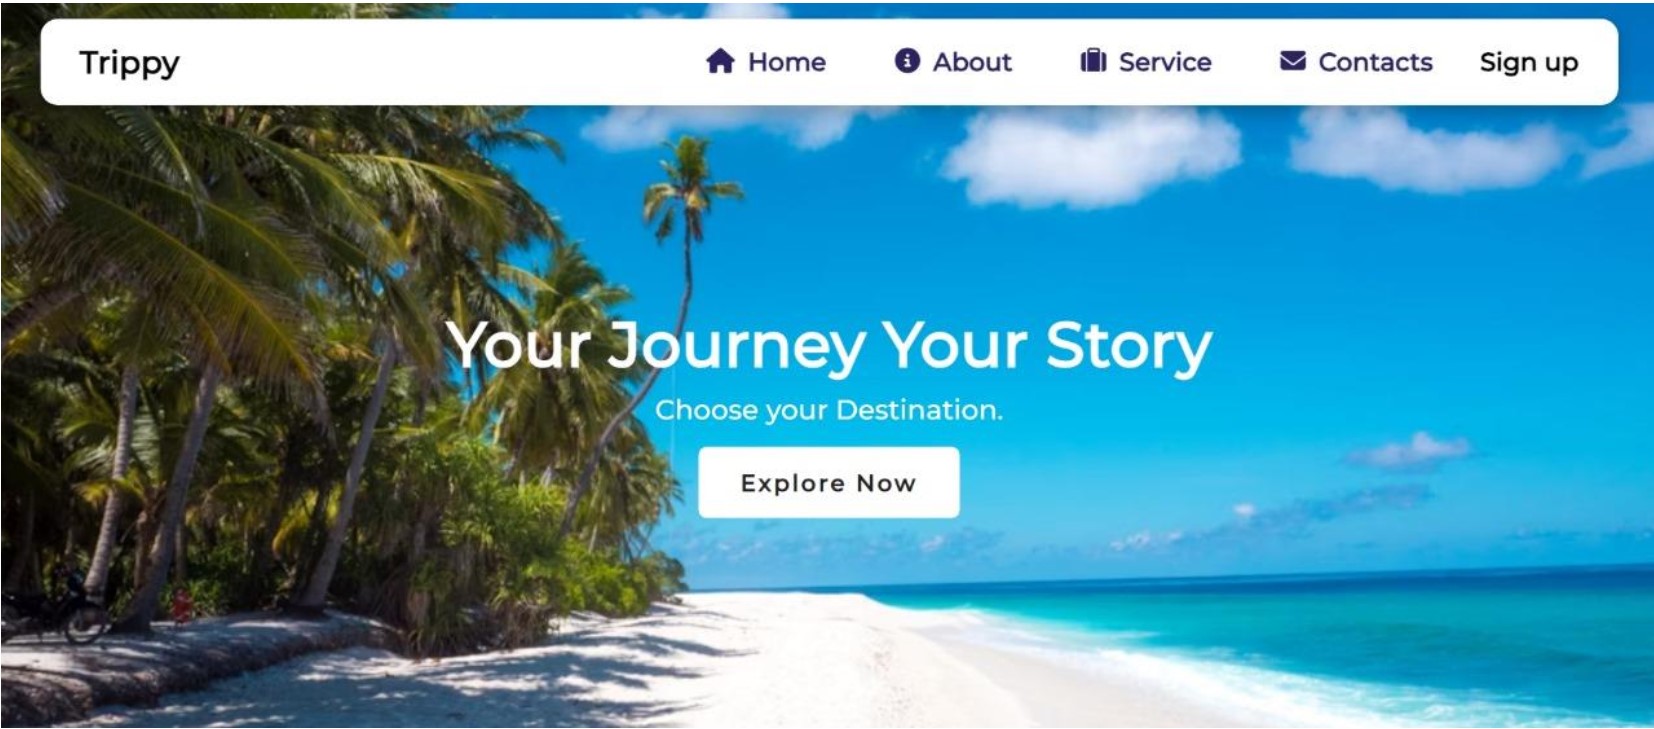 Trippy Home About Service Contacts Sign up
Your Journey Your Story
Choose your Destination.
Explore Now